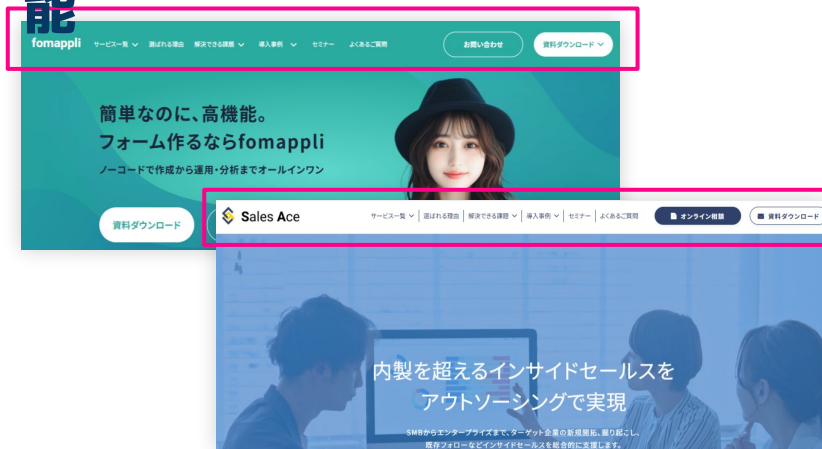 能
fomappli サービス一覧 選ばれる理由 解決できる課題 導入事例 セミナー よくあるご質問 お問い合わせ 資料ダウンロード
簡単なのに、高機能。
フォーム作るならfomappli
ノーコードで作成から運用・分析までオールインワン
資料ダウンロード
Sales Ace サービス一覧 選ばれる理由 解決できる課題 導入事例 セミナー よくあるご質問 オンライン相談 資料ダウンロード
内製を超えるインサイドセールスを
アウトソーシングで実現
SMBからエンタープライズまで、ターゲット企業の新規開拓、掘り起こし、
既存フォローなどインサイドセールスを総合的に支援します。